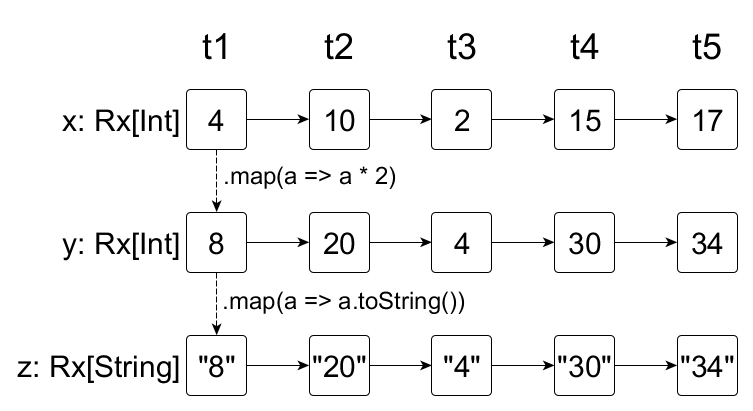 t1 t2 t3 t4 t5
x: Rx[Int] 4 10 2 15 17
.map(a => a * 2)
y: Rx[Int] 8 20 4 30 34
.map(a => a.toString())
z: Rx[String] "8" "20" "4" "30" "34"